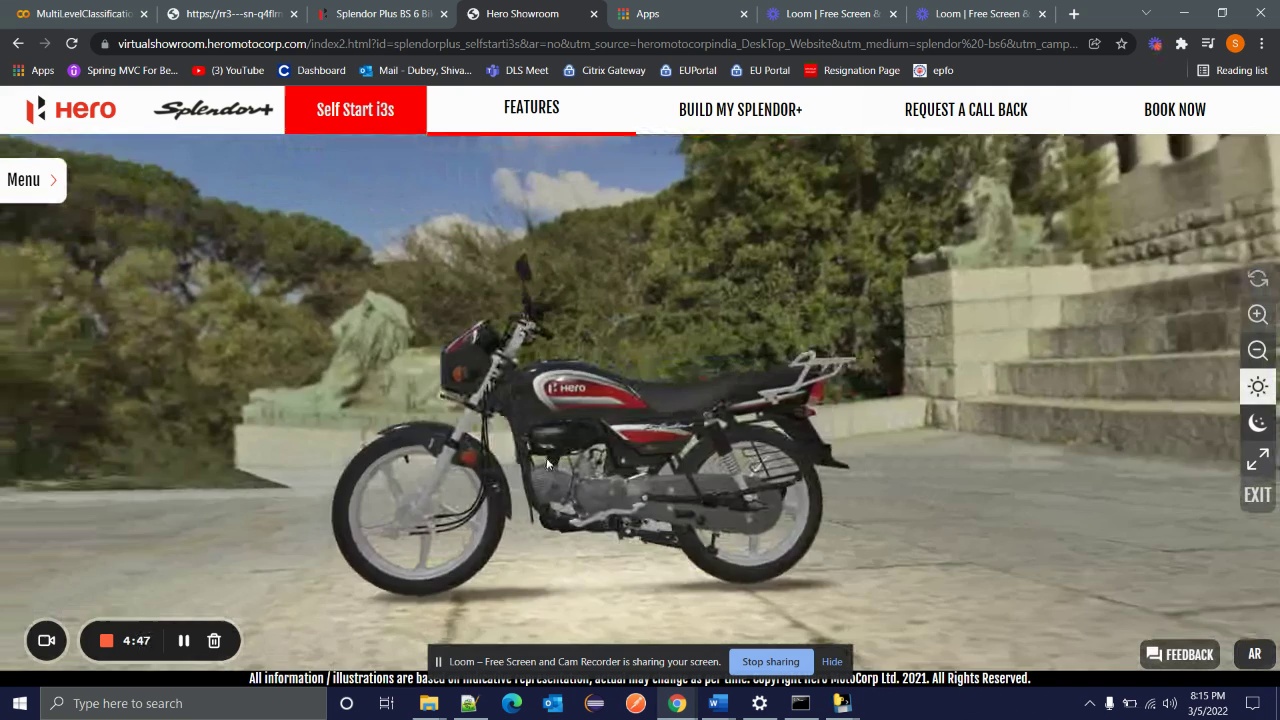 MultiLevelClassificatio
https://rr3---sn-q4flrn
Splendor Plus BS 6 Bi
Hero Showroom
Apps
Loom | Free Screen &
Loom | Free Screen &
virtualshowroom.heromotocorp.com/index2.html?id=splendorplus_selfstarti3s&at=no&utm_source=heromotocorpindia_DeskTop_Website&utm_medium=splendor%20-bs6&utm_camp...
S
Apps
Spring MVC For Be...
(3) YouTube
Dashboard
Mail - Dubey, Shiva...
DLS Meet
Citrix Gateway
EUPortal
EU Portal
Resignation Page
epfo
Reading list
Hero
Splendor+
Self Start i3s
FEATURES
BUILD MY SPLENDOR+
REQUEST A CALL BACK
BOOK NOW
Menu
Hero
EXIT
4:47
Loom – Free Screen and Cam Recorder is sharing your screen.
Stop sharing
Hide
FEEDBACK
AR
All information / illustrations are based on indicative representation, actual may change as per time. Copyright Hero MotoCorp Ltd. 2021. All Rights Reserved.
Type here to search
8:15 PM
3/5/2022